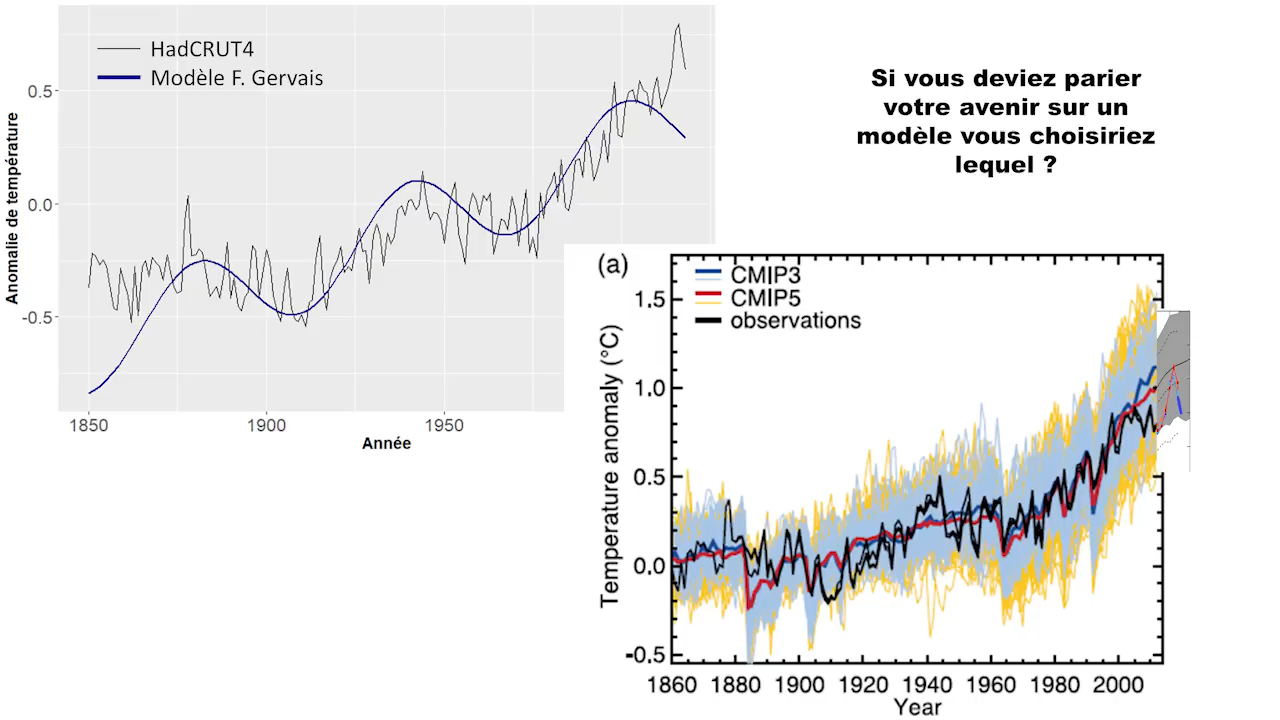 HadCRUT4
Modèle F. Gervais
0.5
0.0
-0.5
Anomalie de température
1850
1900
1950
Année
Si vous deviez parier
votre avenir sur un
modèle vous choisiriez
lequel ?
(a)
CMIP3
CMIP5
observations
1.5
1.0
0.5
0.0
-0.5
Temperature anomaly (°C)
1860 1880 1900 1920 1940 1960 1980 2000
Year